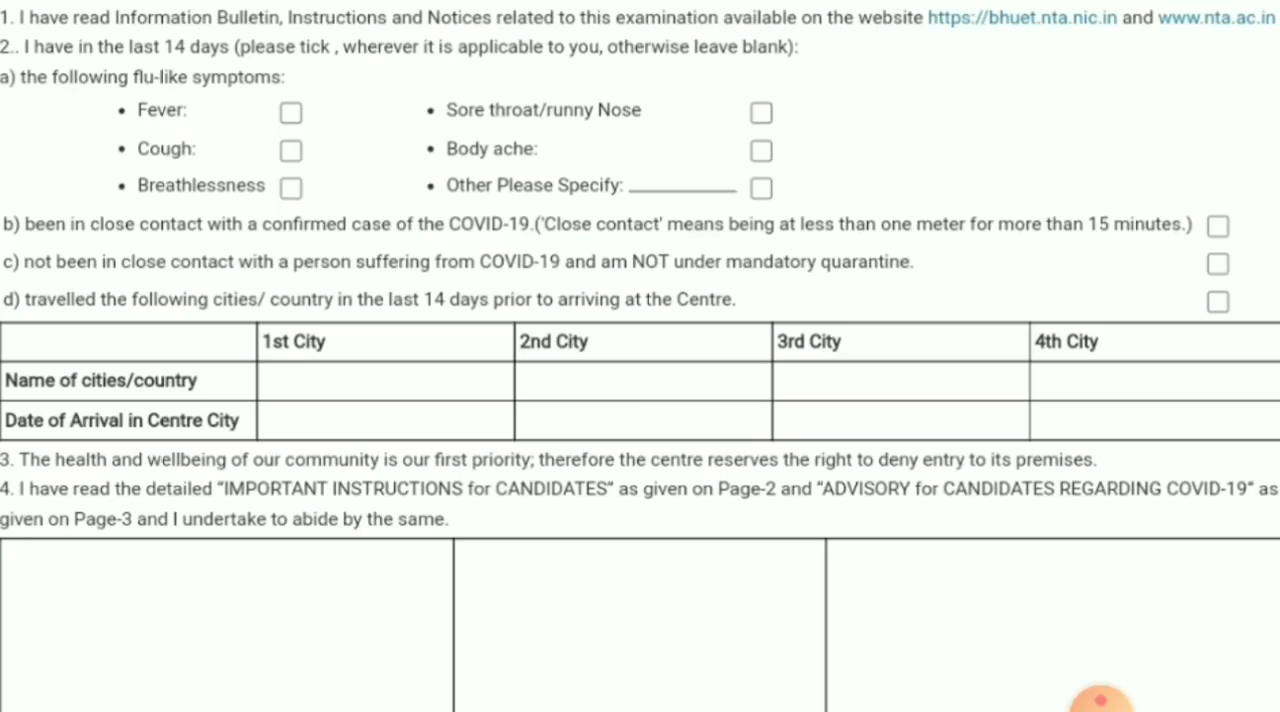 1. I have read Information Bulletin, Instructions and Notices related to this examination available on the website https://bhuet.nta.nic.in and www.nta.ac.in
2.. I have in the last 14 days (please tick , wherever it is applicable to you, otherwise leave blank):
a) the following flu-like symptoms:
• Fever: • Sore throat/runny Nose
• Cough: • Body ache:
• Breathlessness • Other Please Specify: __________
b) been in close contact with a confirmed case of the COVID-19.('Close contact' means being at less than one meter for more than 15 minutes.)
c) not been in close contact with a person suffering from COVID-19 and am NOT under mandatory quarantine.
d) travelled the following cities/ country in the last 14 days prior to arriving at the Centre.
1st City 2nd City 3rd City 4th City
Name of cities/country
Date of Arrival in Centre City
3. The health and wellbeing of our community is our first priority; therefore the centre reserves the right to deny entry to its premises.
4. I have read the detailed "IMPORTANT INSTRUCTIONS for CANDIDATES" as given on Page-2 and "ADVISORY for CANDIDATES REGARDING COVID-19" as
given on Page-3 and I undertake to abide by the same.